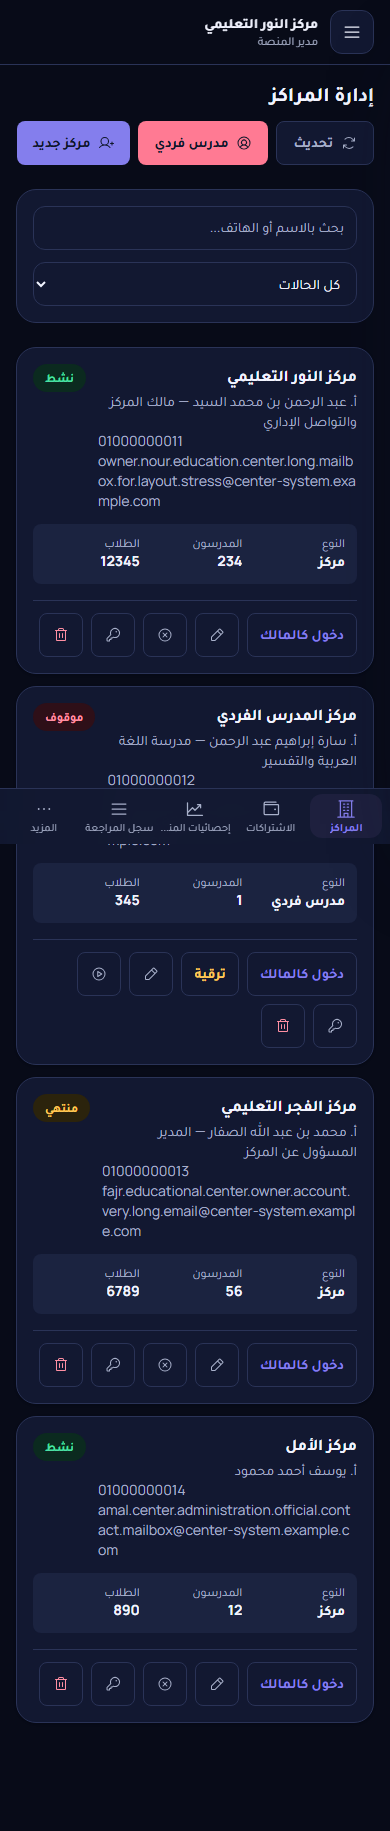 مركز النور التعليمي
مدير المنصة
إدارة المراكز
تحديث
مدرس فردي
مركز جديد
بحث بالاسم أو الهاتف...
كل الحالات
مركز النور التعليمي
نشط
أ. عبد الرحمن بن محمد السيد — مالك المركز
والتواصل الإداري
01000000011
owner.nour.education.center.long.mailb
ox.for.layout.stress@center-system.exa
mple.com
النوع
المدرسون
الطلاب
مركز
234
12345
دخول كالمالك
مركز المدرس الفردي
موقوف
أ. سارة إبراهيم عبد الرحمن — مدرسة اللغة
العربية والتفسير
01000000012
المراكز
الاشتراكات
إحصائيات المنـ...
سجل المراجعة
المزيد
النوع
المدرسون
الطلاب
مدرس فردي
1
345
دخول كالمالك
ترقية
مركز الفجر التعليمي
منتهي
أ. محمد بن عبد الله الصفار — المدير
المسؤول عن المركز
01000000013
fajr.educational.center.owner.account.
very.long.email@center-system.exampl
e.com
النوع
المدرسون
الطلاب
مركز
56
6789
دخول كالمالك
مركز الأمل
نشط
أ. يوسف أحمد محمود
01000000014
amal.center.administration.official.cont
act.mailbox@center-system.example.c
om
النوع
المدرسون
الطلاب
مركز
12
890
دخول كالمالك